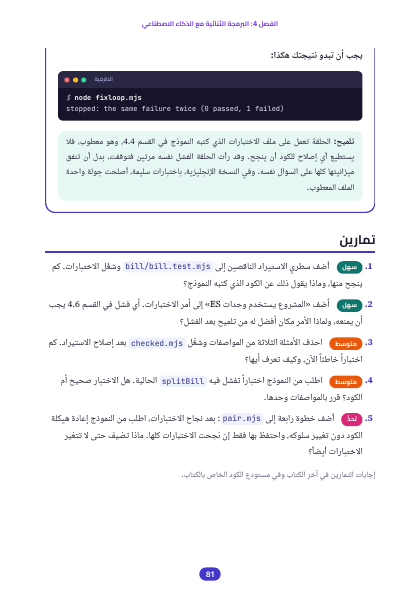 الفصل 4: البرمجة الثنائية مع الذكاء الاصطناعي
يجب أن تبدو نتيجتك هكذا:
الطرفية
$ node fixloop.mjs
stopped: the same failure twice (0 passed, 1 failed)
تلميح: الحلقة تعمل على ملف الاختبارات الذي كتبه النموذج في القسم 4.4، وهو معطوب، فلا
يستطيع أي إصلاح للكود أن ينجح. وقد رأت الحلقة الفشل نفسه مرتين فتوقفت، بدل أن تنفق
ميزانيتها كلها على السؤال نفسه. وفي النسخة الإنجليزية، باختبارات سليمة، أصلحت جولة واحدة
الملف المعطوب.
تمارين
1. سهل أضف سطري الاستيراد الناقصين إلى bill/bill.test.mjs وشغّل الاختبارات. كم
ينجح منها، وماذا يقول ذلك عن الكود الذي كتبه النموذج؟
2. سهل أضف «المشروع يستخدم وحدات ES» إلى أمر الاختبارات. أي فشل في القسم 4.6 يجب
أن يمنعه، ولماذا الأمر مكان أفضل له من تلميح بعد الفشل؟
3. متوسط احذف الأمثلة الثلاثة من المواصفات وشغّل checked.mjs بعد إصلاح الاستيراد. كم
اختباراً خاطئاً الآن، وكيف تعرف أيها؟
4. متوسط اطلب من النموذج اختباراً تفشل فيه splitBill الحالية. هل الاختبار صحيح أم
الكود؟ قرر بالمواصفات وحدها.
5. تحدّ أضف خطوة رابعة إلى pair.mjs: بعد نجاح الاختبارات، اطلب من النموذج إعادة هيكلة
الكود دون تغيير سلوكه، واحتفظ بها فقط إن نجحت الاختبارات كلها. ماذا تضيف حتى لا تتغير
الاختبارات أيضاً؟
إجابات التمارين في آخر الكتاب وفي مستودع الكود الخاص بالكتاب.
81